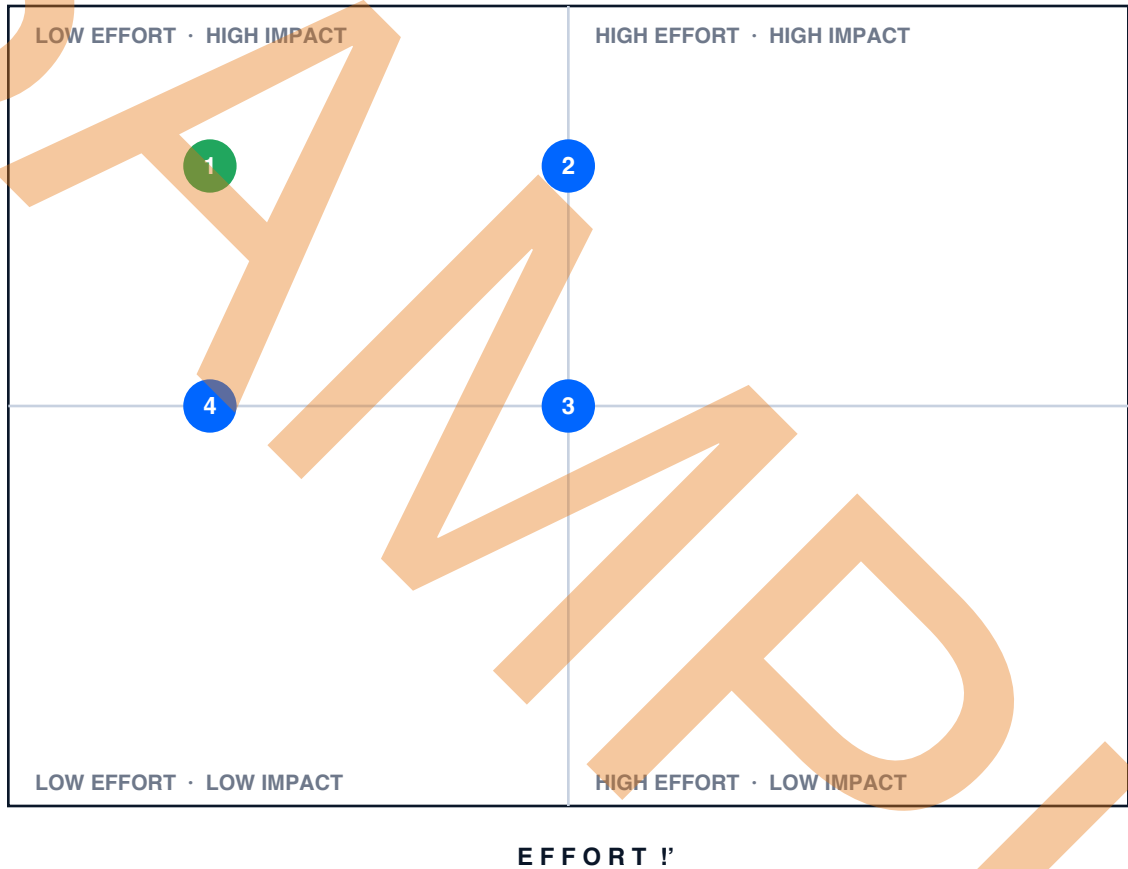 LOW EFFORT · HIGH IMPACT
HIGH EFFORT · HIGH IMPACT
1
2
4
3
LOW EFFORT · LOW IMPACT
HIGH EFFORT · LOW IMPACT
EFFORT !’
AMP